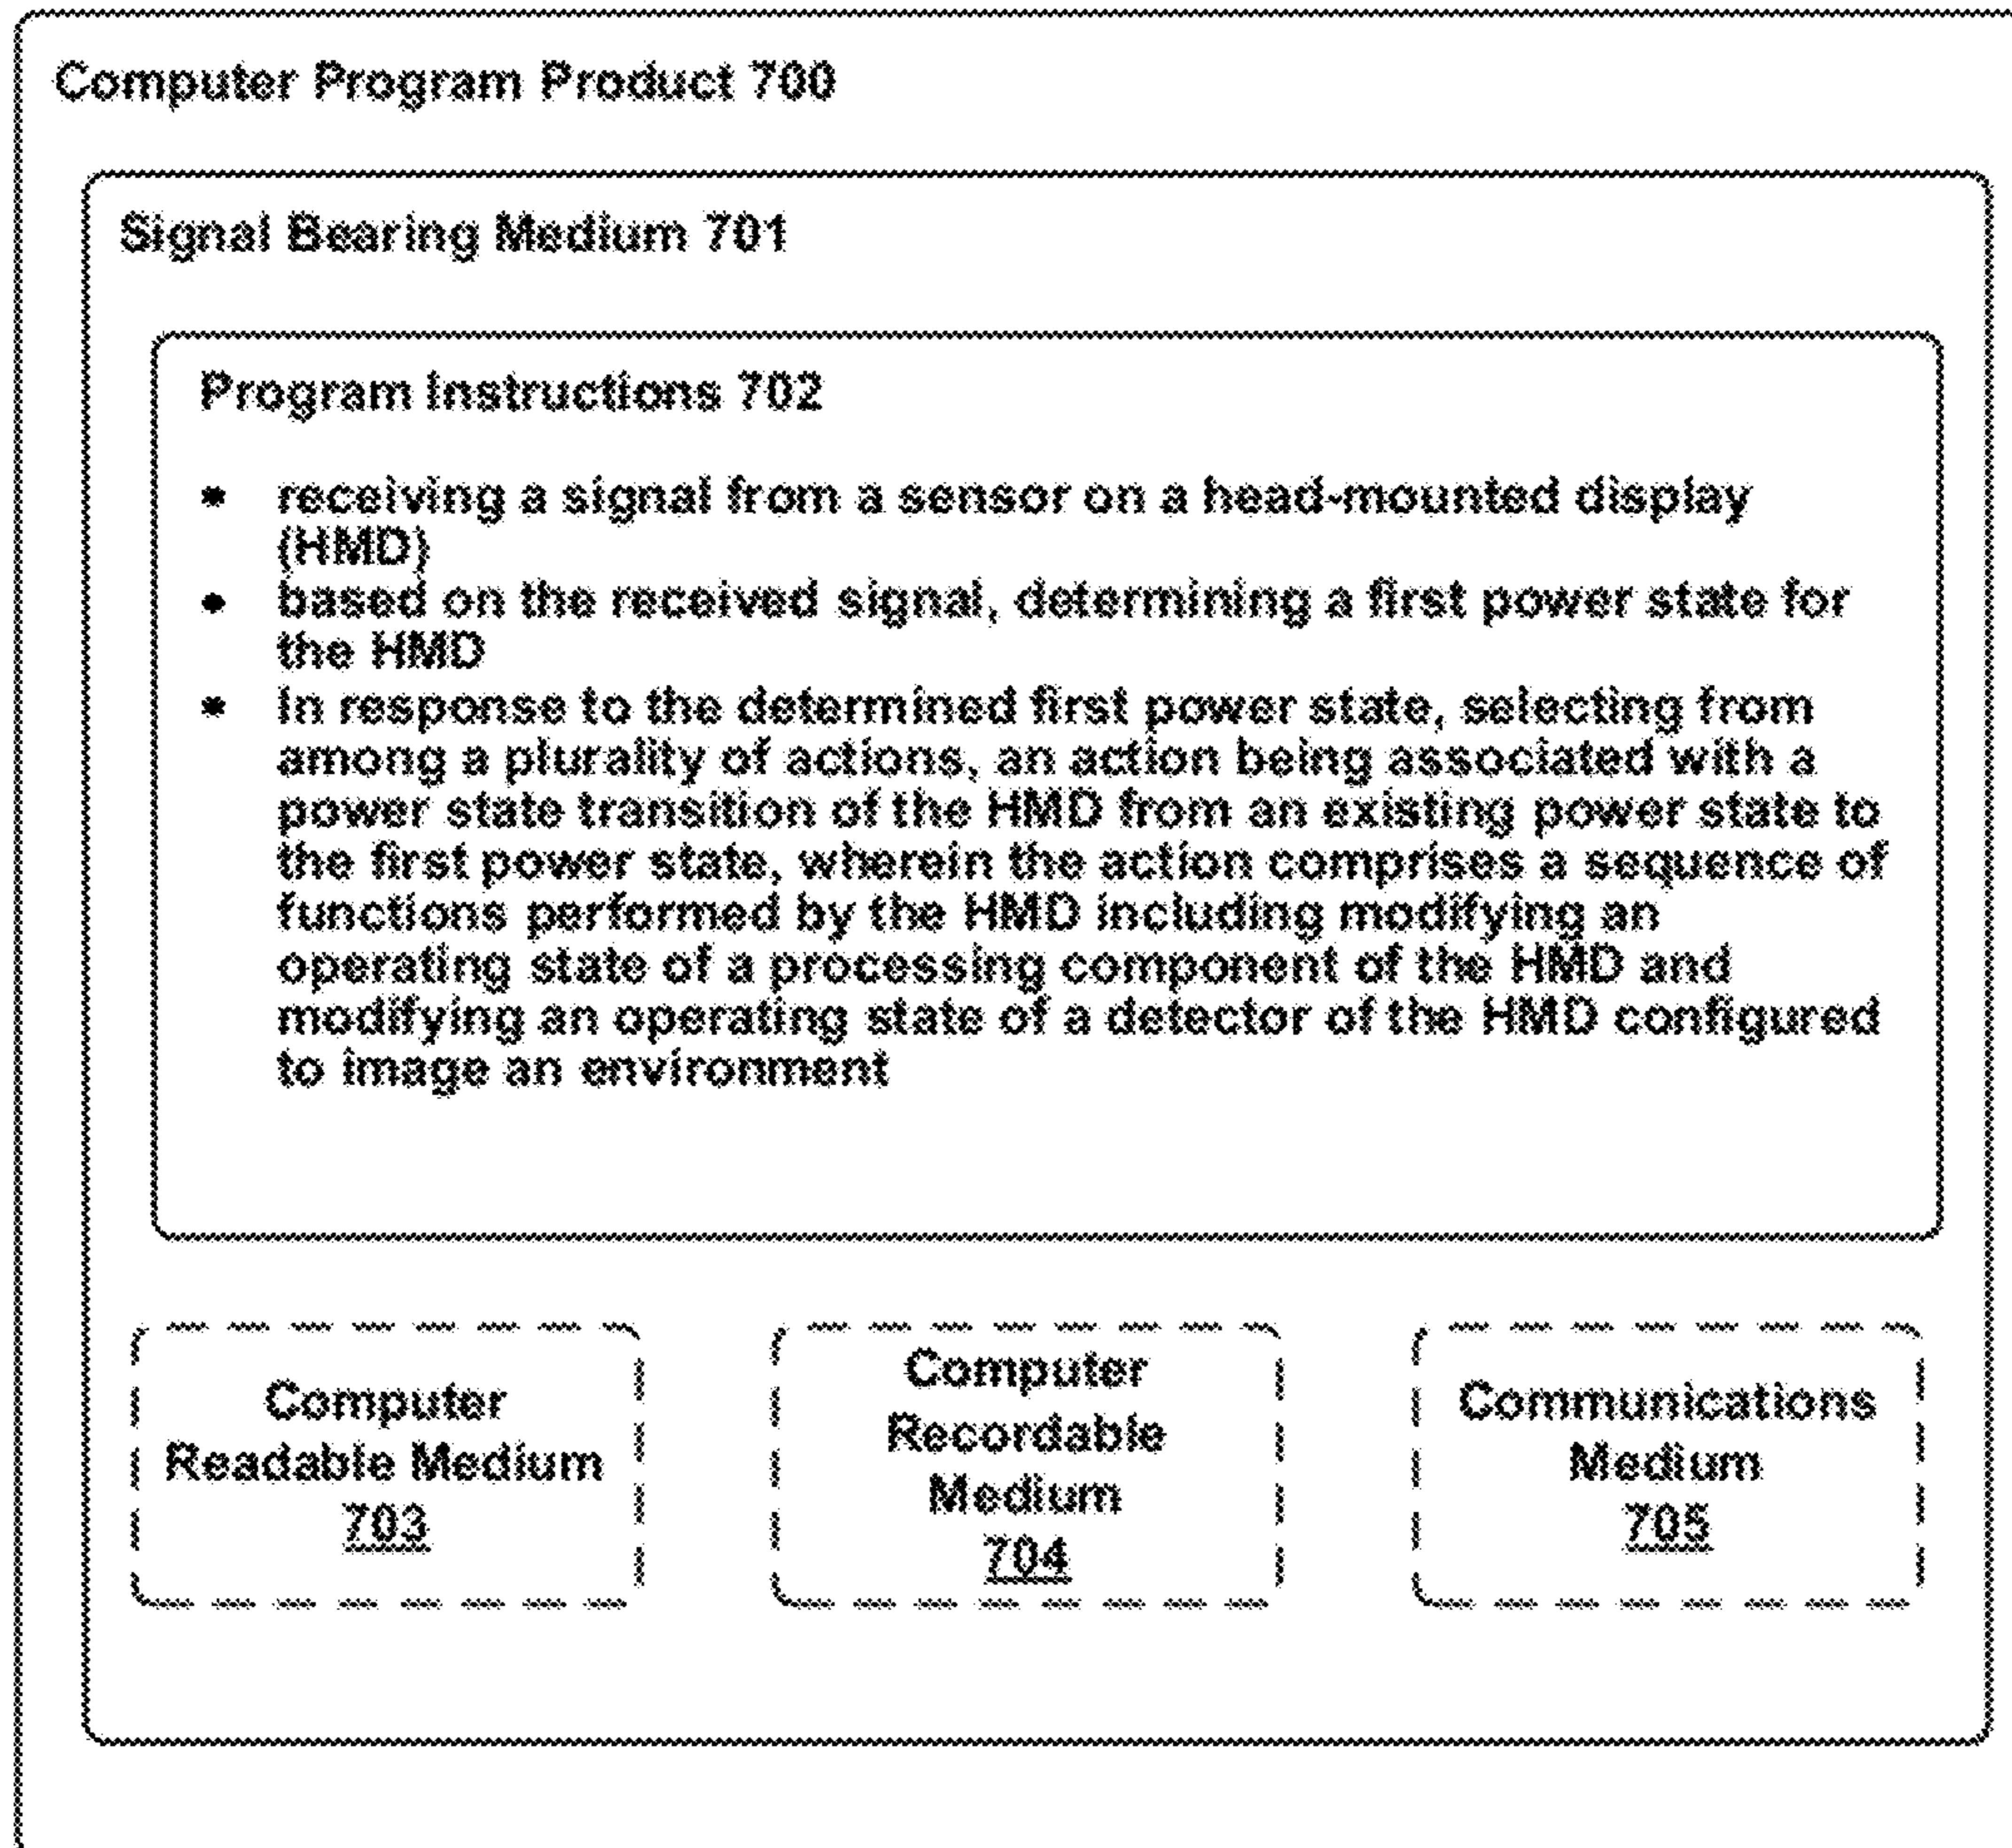 Computer Program Product 700
Signal Bearing Medium 701
Program Instructions 702
• receiving a signal from a sensor on a head-mounted display
(HMD)
• based on the received signal, determining a first power state for
the HMD
• In response to the determined first power state, selecting from
among a plurality of actions, an action being associated with a
power state transition of the HMD from an existing power state to
the first power state, wherein the action comprises a sequence of
functions performed by the HMD including modifying an
operating state of a processing component of the HMD and
modifying an operating state of a detector of the HMD configured
to image an environment
Computer
Readable Medium
703
Computer
Recordable
Medium
704
Communications
Medium
705